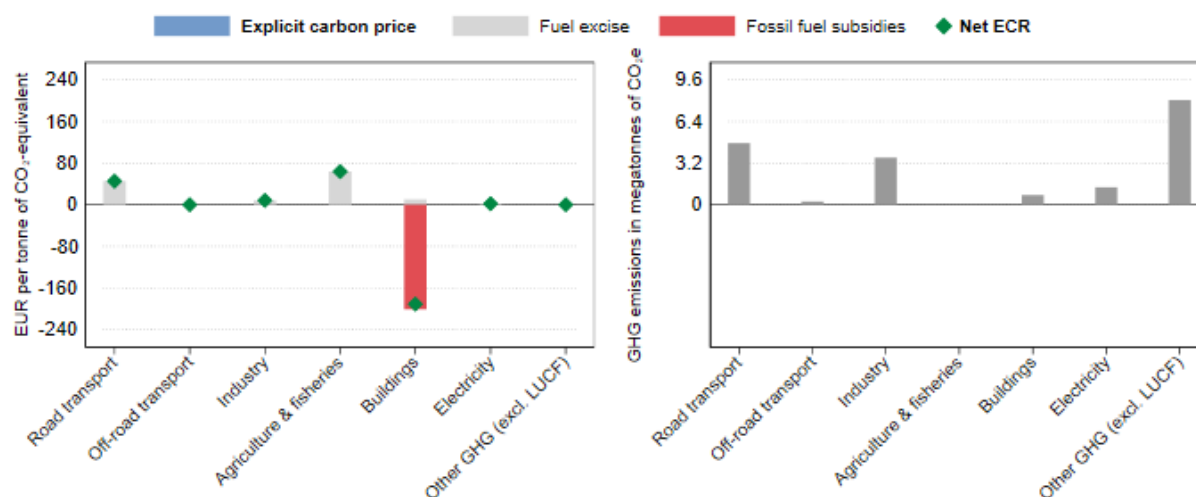 Explicit carbon price Fuel excise Fossil fuel subsidies Net ECR
EUR per tonne of CO₂-equivalent
240
160
80
0
-80
-160
-240
Road transport
Off-road transport
Industry
Agriculture & fisheries
Buildings
Electricity
Other GHG (excl. LUCF)
GHG emissions in megatonnes of CO₂e
9.6
6.4
3.2
0
Road transport
Off-road transport
Industry
Agriculture & fisheries
Buildings
Electricity
Other GHG (excl. LUCF)